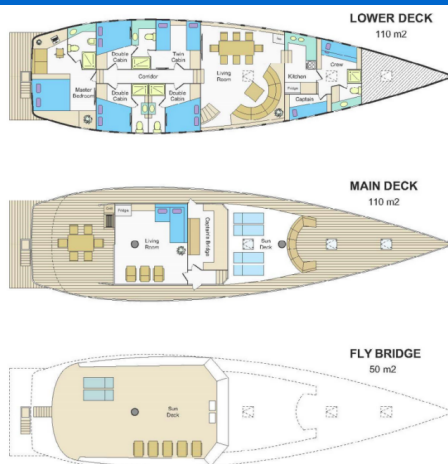 LOWER DECK
110 m2
Double
Cabin
Twin
Cabin
Living
Room
Kitchen
Crew
Corridor
Fridge
Master
Bedroom
Double
Cabin
Double
Cabin
Captain
MAIN DECK
110 m2
Fridge
Living
Room
Captain's Bridge
Sun
Deck
FLY BRIDGE
50 m2
Sun
Deck